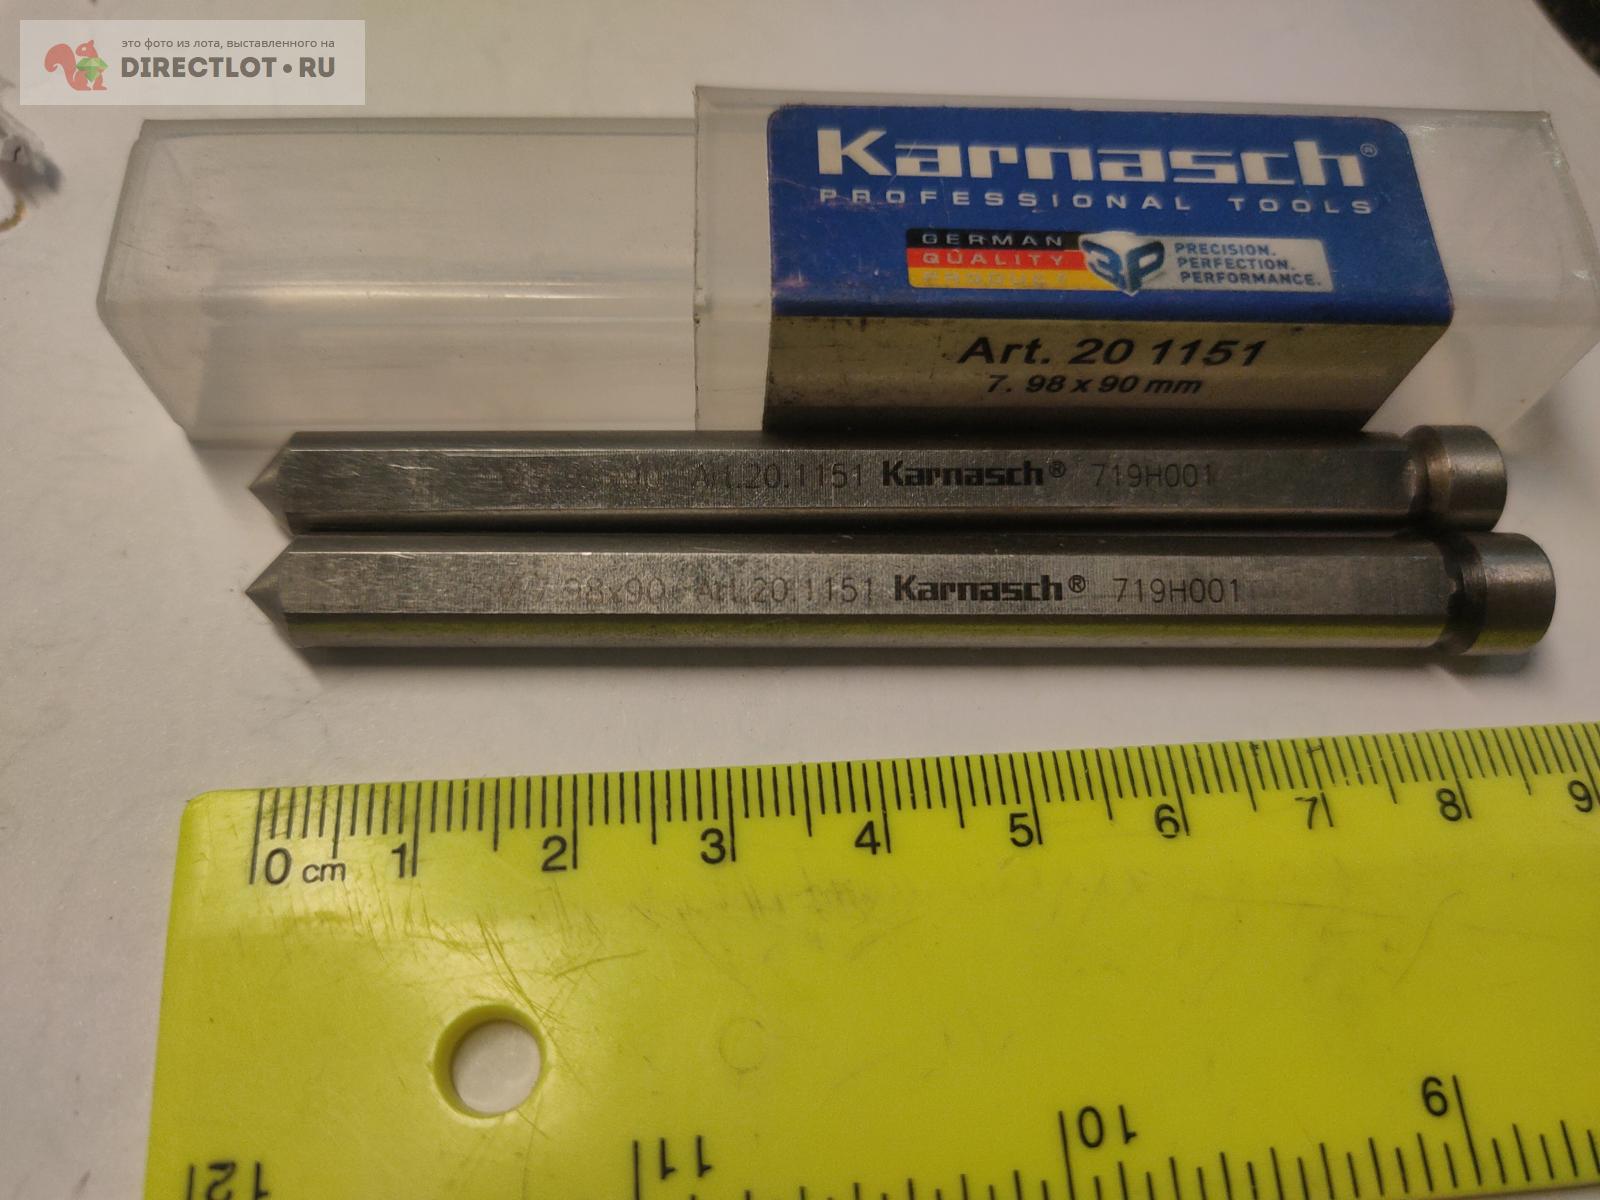 это фото из лота, выставленного на
DIRECTLOT•RU
Karnasch®
PROFESSIONAL TOOLS
GERMAN
QUALITY
PRODUCT
3P
PRECISION.
PERFECTION.
PERFORMANCE.
Art. 20 1151
7. 98 x 90 mm
Art.20.1151 Karnasch® 719H001
7.98x90 Art.20.1151 Karnasch® 719H001
0 cm 1 2 3 4 5 6 7 8 9
12 11 10 9